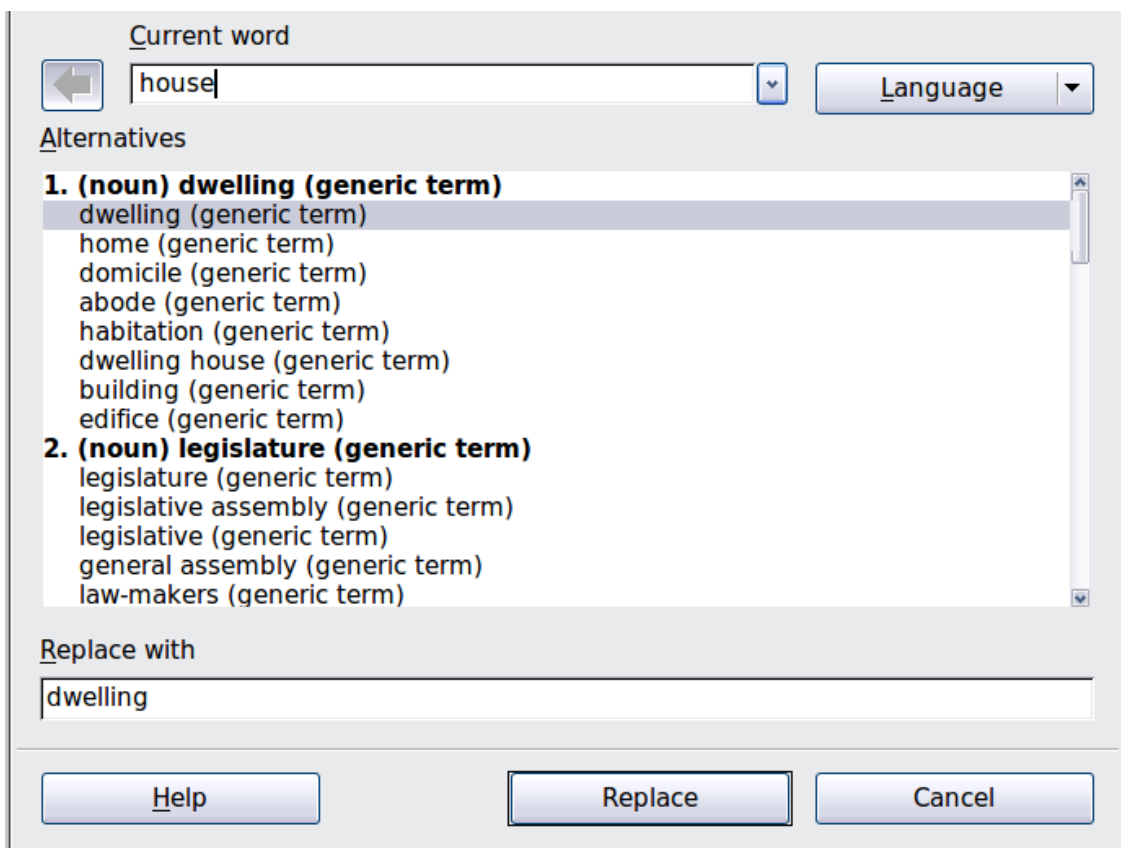 Current word
house
Language
Alternatives
1. (noun) dwelling (generic term)
dwelling (generic term)
home (generic term)
domicile (generic term)
abode (generic term)
habitation (generic term)
dwelling house (generic term)
building (generic term)
edifice (generic term)
2. (noun) legislature (generic term)
legislature (generic term)
legislative assembly (generic term)
legislative (generic term)
general assembly (generic term)
law-makers (generic term)
Replace with
dwelling
Help
Replace
Cancel